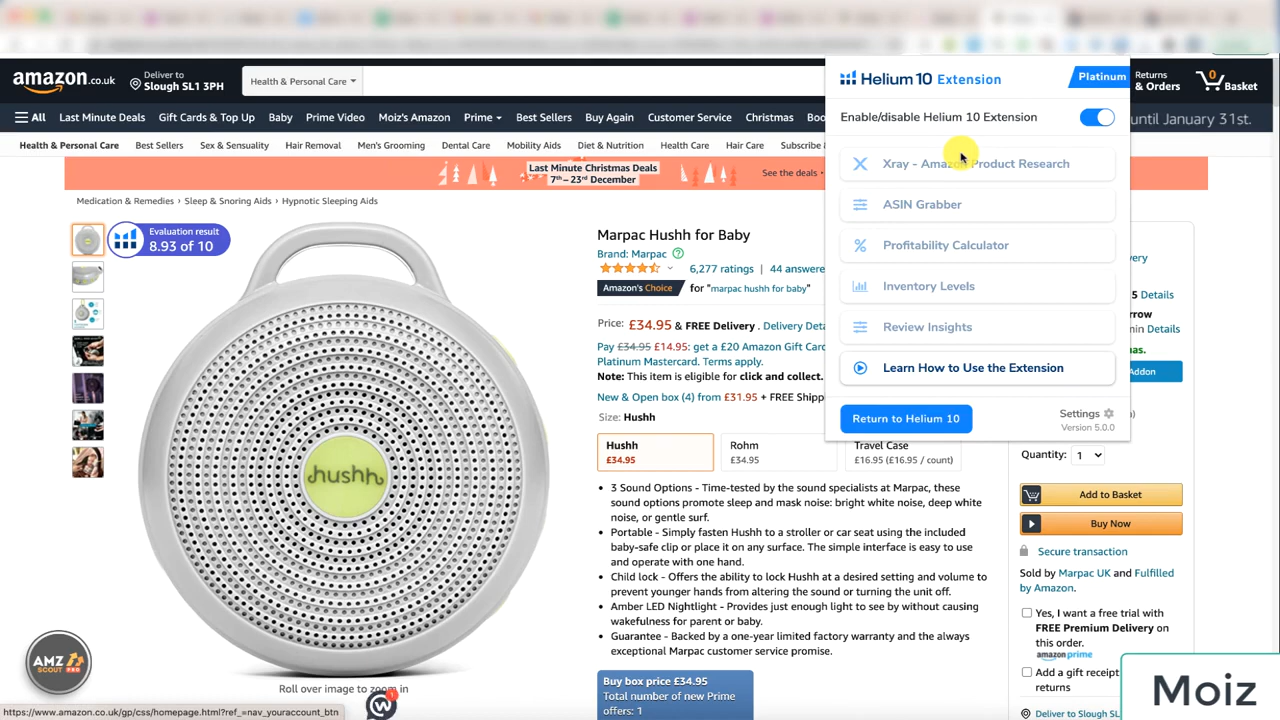 amazon.co.uk
Deliver to
Slough SL1 3PH
Health & Personal Care
Returns
& Orders
0
Basket
All
Last Minute Deals
Gift Cards & Top Up
Baby
Prime Video
Moiz's Amazon
Prime
Best Sellers
Buy Again
Customer Service
Christmas
until January 31st.
Health & Personal Care
Best Sellers
Sex & Sensuality
Hair Removal
Men's Grooming
Dental Care
Mobility Aids
Diet & Nutrition
Health Care
Hair Care
Subscribe
Last Minute Christmas Deals
7th–23rd December
See the deals
Helium 10 Extension
Platinum
Enable/disable Helium 10 Extension
Xray - Amazon Product Research
ASIN Grabber
Profitability Calculator
Inventory Levels
Review Insights
Learn How to Use the Extension
Return to Helium 10
Settings
Version 5.0.0
Medication & Remedies › Sleep & Snoring Aids › Hypnotic Sleeping Aids
Evaluation result
8.93 of 10
hushh
Roll over image to zoom in
AMZ
SCOUT PRO
1
Marpac Hushh for Baby
Brand: Marpac
6,277 ratings | 44 answere
Amazon's Choice for "marpac hushh for baby"
Price: £34.95 & FREE Delivery . Delivery Deta
Pay £34.95 £14.95: get a £20 Amazon Gift Car
Platinum Mastercard. Terms apply.
Note: This item is eligible for click and collect.
New & Open box (4) from £31.95 + FREE Shipp
Size: Hushh
Hushh
£34.95
Rohm
£34.95
Travel Case
£16.95 (£16.95 / count)
• 3 Sound Options - Time-tested by the sound specialists at Marpac, these
sound options promote sleep and mask noise: bright white noise, deep white
noise, or gentle surf.
• Portable - Simply fasten Hushh to a stroller or car seat using the included
baby-safe clip or place it on any surface. The simple interface is easy to use
and operate with one hand.
• Child lock - Offers the ability to lock Hushh at a desired setting and volume to
prevent younger hands from altering the sound or turning the unit off.
• Amber LED Nightlight - Provides just enough light to see by without causing
wakefulness for parent or baby.
• Guarantee - Backed by a one-year limited factory warranty and the always
exceptional Marpac customer service promise.
Buy box price £34.95
Total number of new Prime
offers: 1
very
5 Details
rrow
min Details
as.
Addon
Quantity: 1
Add to Basket
Buy Now
Secure transaction
Sold by Marpac UK and Fulfilled
by Amazon.
Yes, I want a free trial with
FREE Premium Delivery on
this order.
amazon prime
Add a gift receipt
returns
Deliver to Slough SL
Moiz
https://www.amazon.co.uk/gp/css/homepage.html?ref_=nav_youraccount_btn